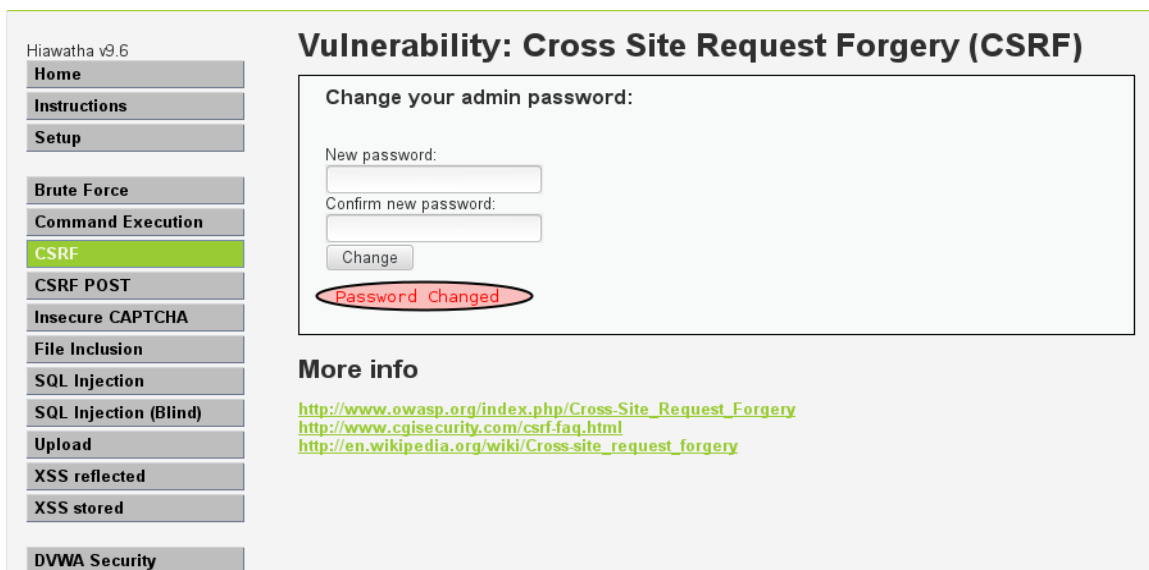 Hiawatha v9.6
Home
Instructions
Setup
Brute Force
Command Execution
CSRF
CSRF POST
Insecure CAPTCHA
File Inclusion
SQL Injection
SQL Injection (Blind)
Upload
XSS reflected
XSS stored
DVWA Security
Vulnerability: Cross Site Request Forgery (CSRF)
Change your admin password:
New password:
Confirm new password:
Change
Password Changed
More info
http://www.owasp.org/index.php/Cross-Site_Request_Forgery
http://www.cgisecurity.com/csrf-faq.html
http://en.wikipedia.org/wiki/Cross-site_request_forgery